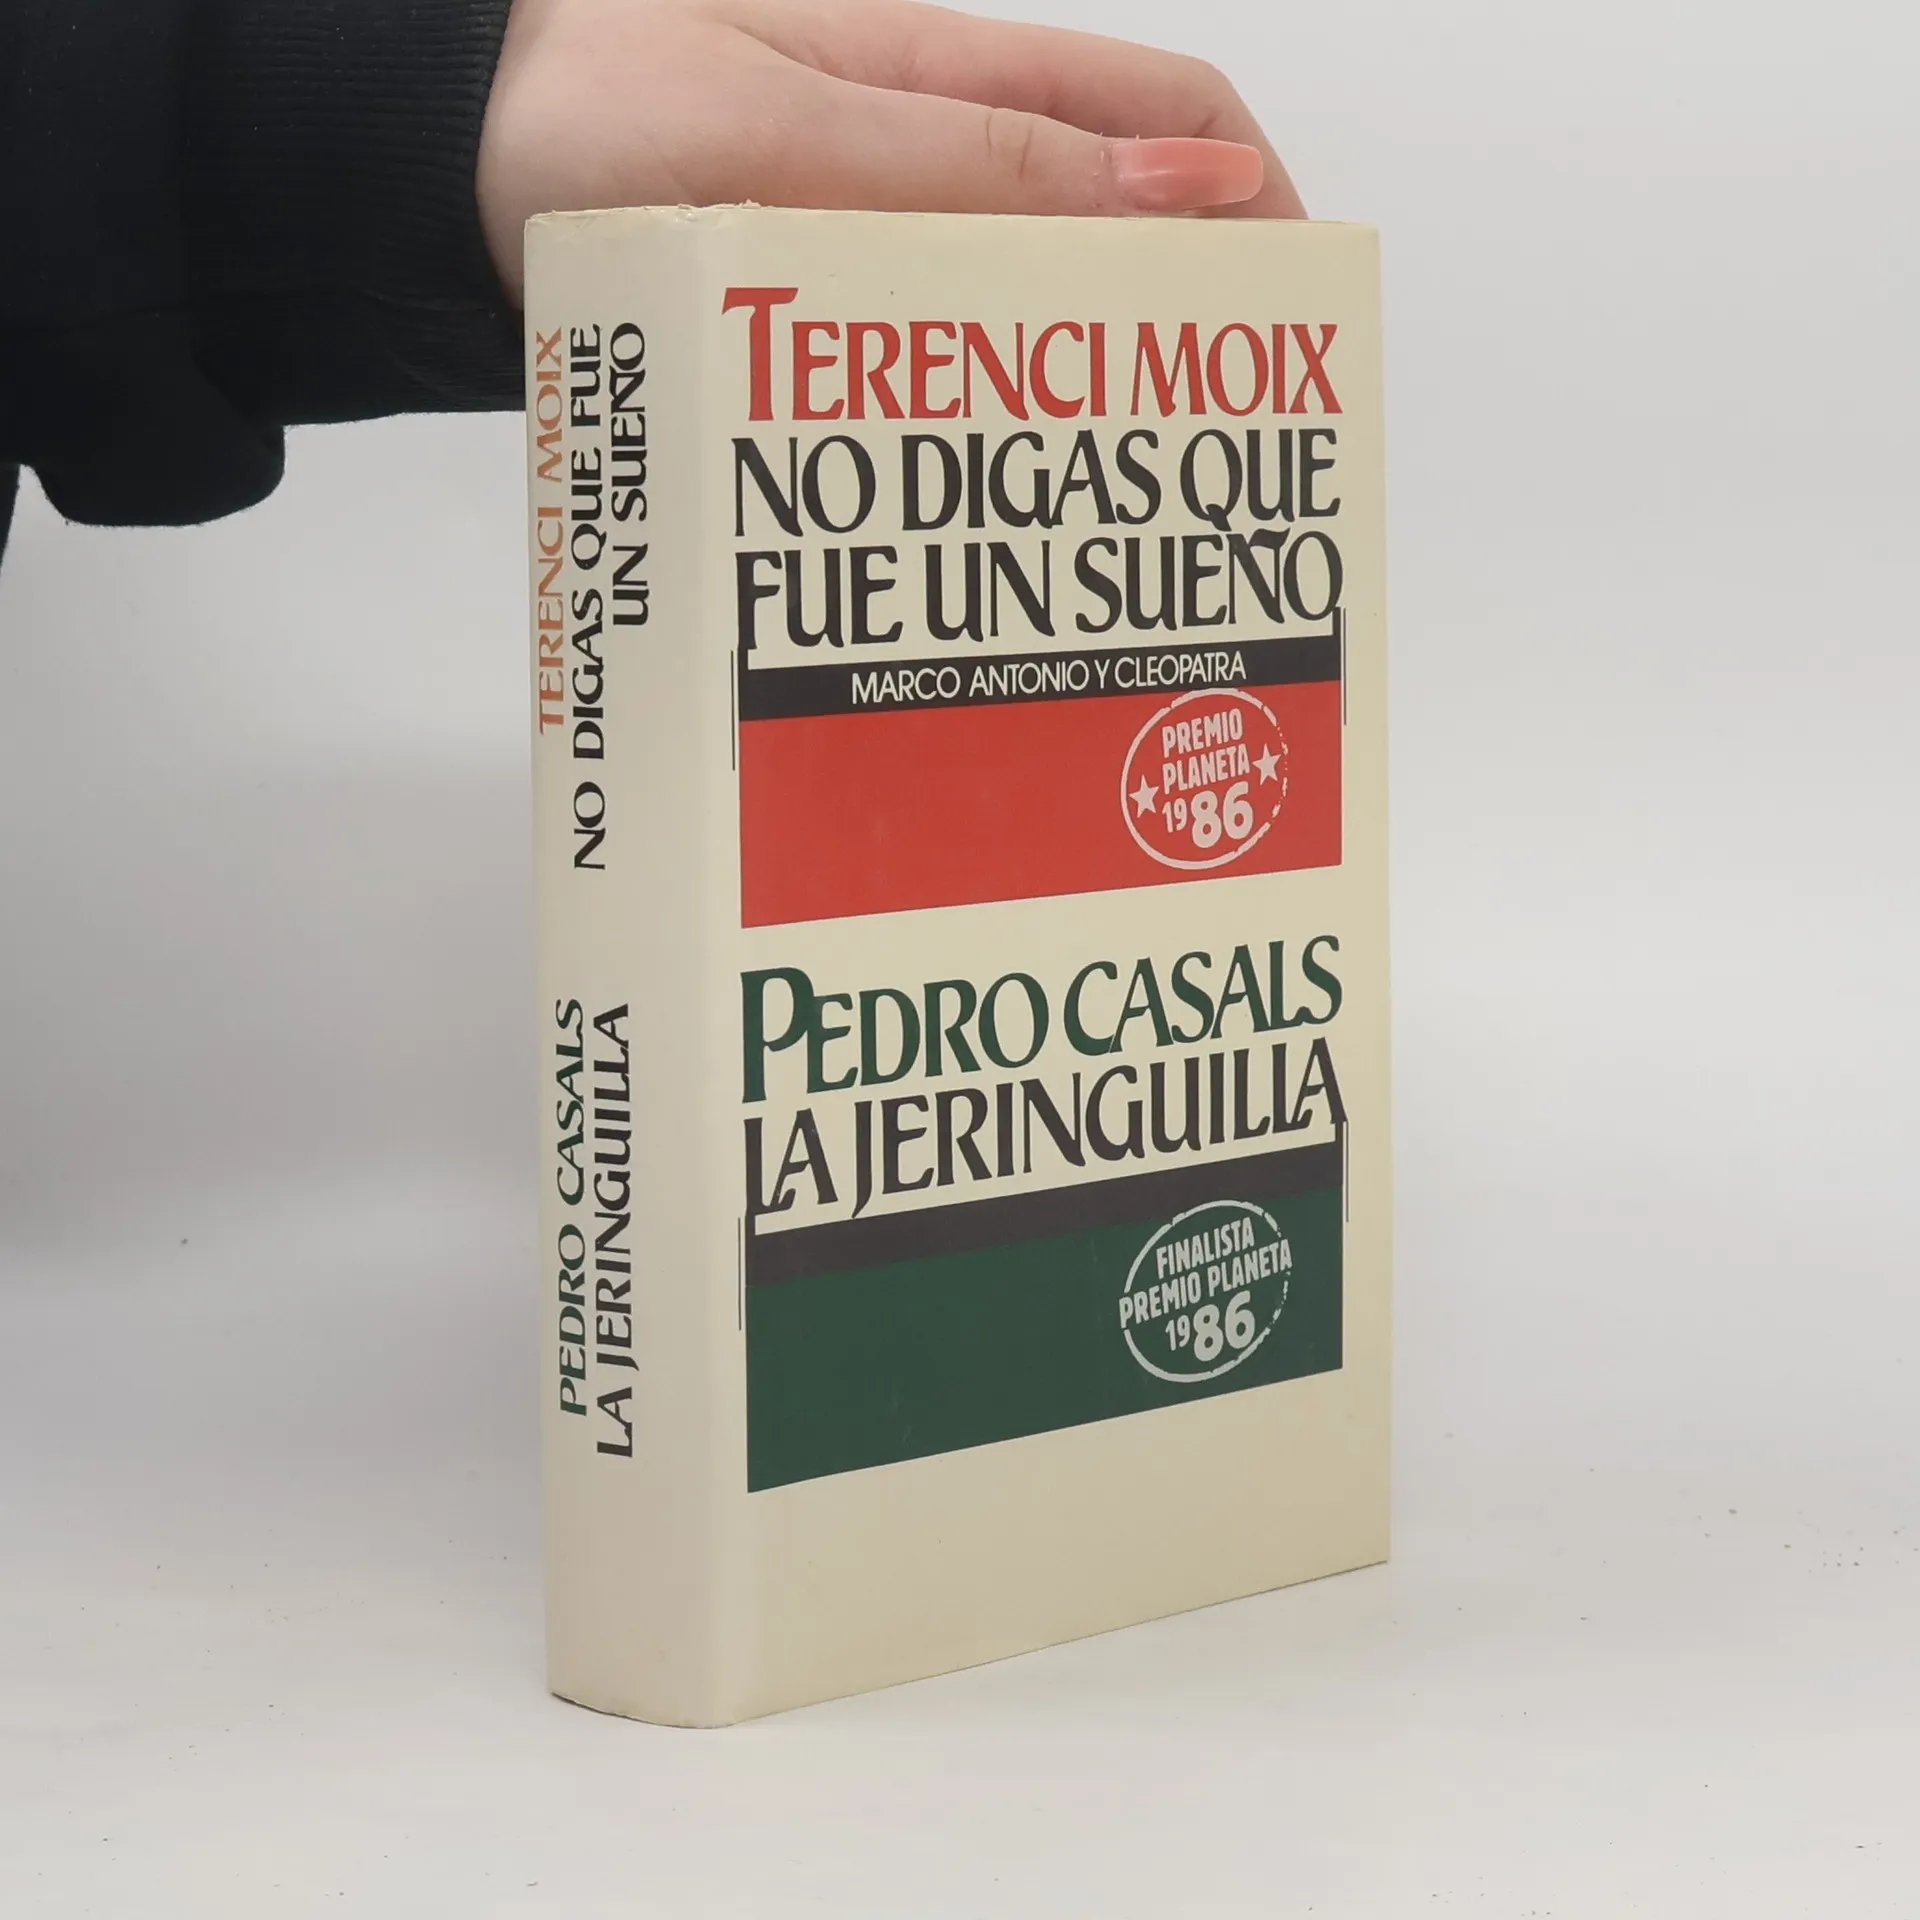 TERENCI MOIX
NO DIGAS QUE FUE
UN SUEÑO
PEDRO CASALS
LA JERINGUILLA
TERENCI MOIX
NO DIGAS QUE
FUE UN SUEÑO
MARCO ANTONIO Y CLEOPATRA
PREMIO
PLANETA
1986
PEDRO CASALS
LA JERINGUILLA
FINALISTA
PREMIO PLANETA
1986